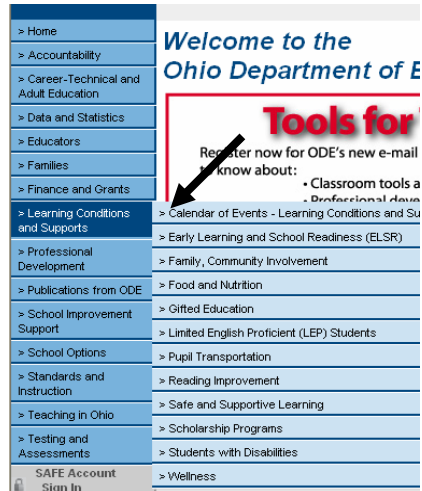 > Home
> Accountability
> Career-Technical and
Adult Education
> Data and Statistics
> Educators
> Families
> Finance and Grants
> Learning Conditions
and Supports
> Professional
Development
> Publications from ODE
> School Improvement
Support
> School Options
> Standards and
Instruction
> Teaching in Ohio
> Testing and
Assessments
SAFE Account
Sign In
Welcome to the
Ohio Department of E
Tools for
now for ODE's new e-mail
know about:
• Classroom tools a
• Professional deve
> Calendar of Events - Learning Conditions and Su
> Early Learning and School Readiness (ELSR)
> Family, Community Involvement
> Food and Nutrition
> Gifted Education
> Limited English Proficient (LEP) Students
> Pupil Transportation
> Reading Improvement
> Safe and Supportive Learning
> Scholarship Programs
> Students with Disabilities
> Wellness